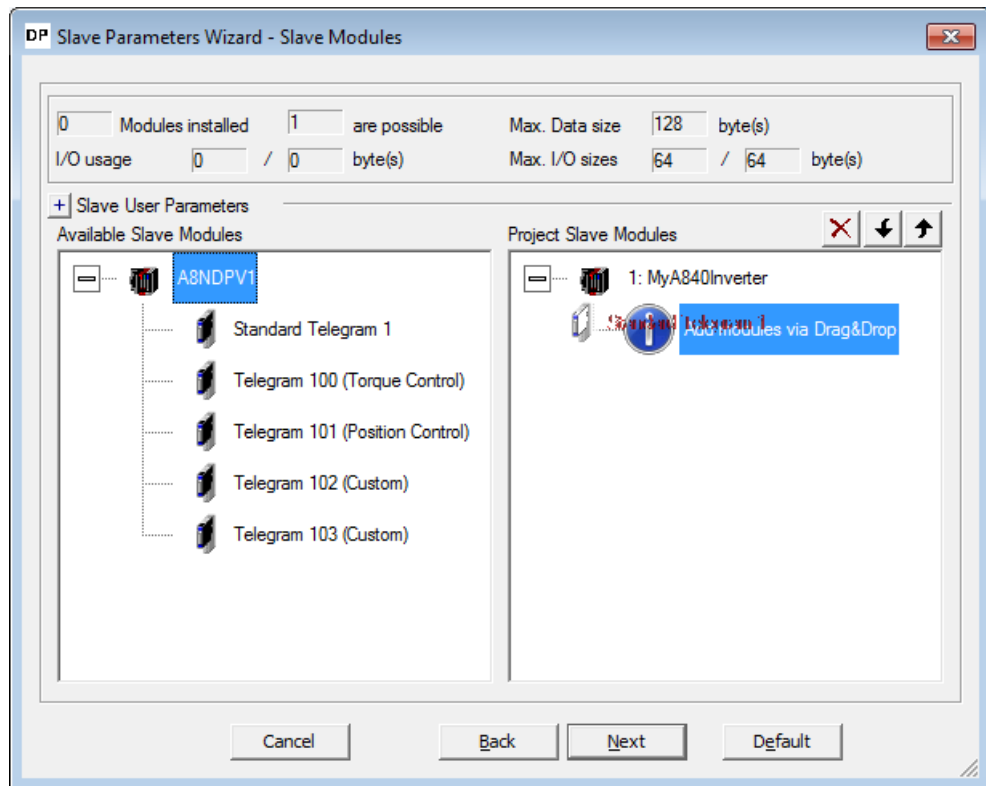 DP Slave Parameters Wizard - Slave Modules
0 Modules installed 1 are possible Max. Data size 128 byte(s)
I/O usage 0 / 0 byte(s) Max. I/O sizes 64 / 64 byte(s)
+ Slave User Parameters
Available Slave Modules
Project Slave Modules
A8NDPV1
Standard Telegram 1
Telegram 100 (Torque Control)
Telegram 101 (Position Control)
Telegram 102 (Custom)
Telegram 103 (Custom)
1: MyA840Inverter
Standard Telegram 1
Add modules via Drag&Drop
Cancel Back Next Default